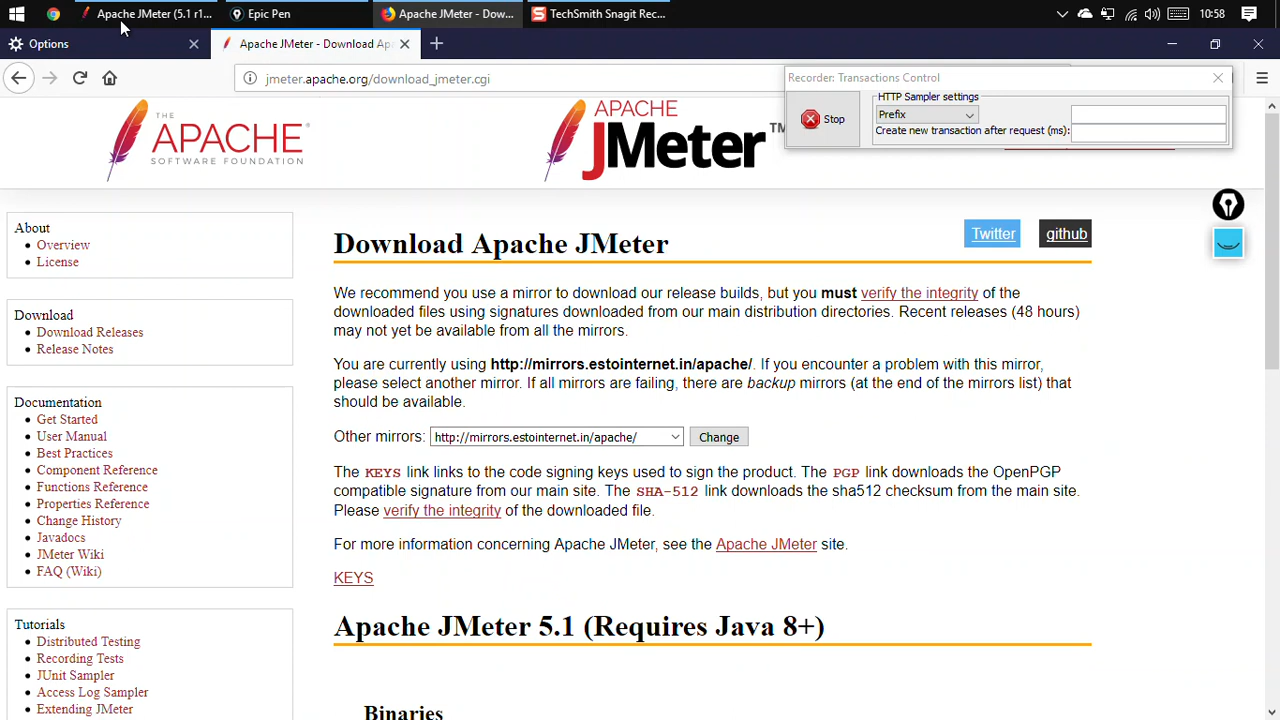 Apache JMeter (5.1 r1...
Epic Pen
Apache JMeter - Dow...
TechSmith Snagit Rec...
10:58
Options
Apache JMeter - Download Apa
jmeter.apache.org/download_jmeter.cgi
Recorder: Transactions Control
Stop
HTTP Sampler settings
Prefix
Create new transaction after request (ms):
THE
APACHE®
SOFTWARE FOUNDATION
APACHE
JMeter™
About
Overview
License
Download
Download Releases
Release Notes
Documentation
Get Started
User Manual
Best Practices
Component Reference
Functions Reference
Properties Reference
Change History
Javadocs
JMeter Wiki
FAQ (Wiki)
Tutorials
Distributed Testing
Recording Tests
JUnit Sampler
Access Log Sampler
Extending JMeter
Download Apache JMeter
Twitter
github
We recommend you use a mirror to download our release builds, but you must verify the integrity of the
downloaded files using signatures downloaded from our main distribution directories. Recent releases (48 hours)
may not yet be available from all the mirrors.
You are currently using http://mirrors.estointernet.in/apache/. If you encounter a problem with this mirror,
please select another mirror. If all mirrors are failing, there are backup mirrors (at the end of the mirrors list) that
should be available.
Other mirrors: http://mirrors.estointernet.in/apache/ Change
The KEYS link links to the code signing keys used to sign the product. The PGP link downloads the OpenPGP
compatible signature from our main site. The SHA-512 link downloads the sha512 checksum from the main site.
Please verify the integrity of the downloaded file.
For more information concerning Apache JMeter, see the Apache JMeter site.
KEYS
Apache JMeter 5.1 (Requires Java 8+)
Binaries